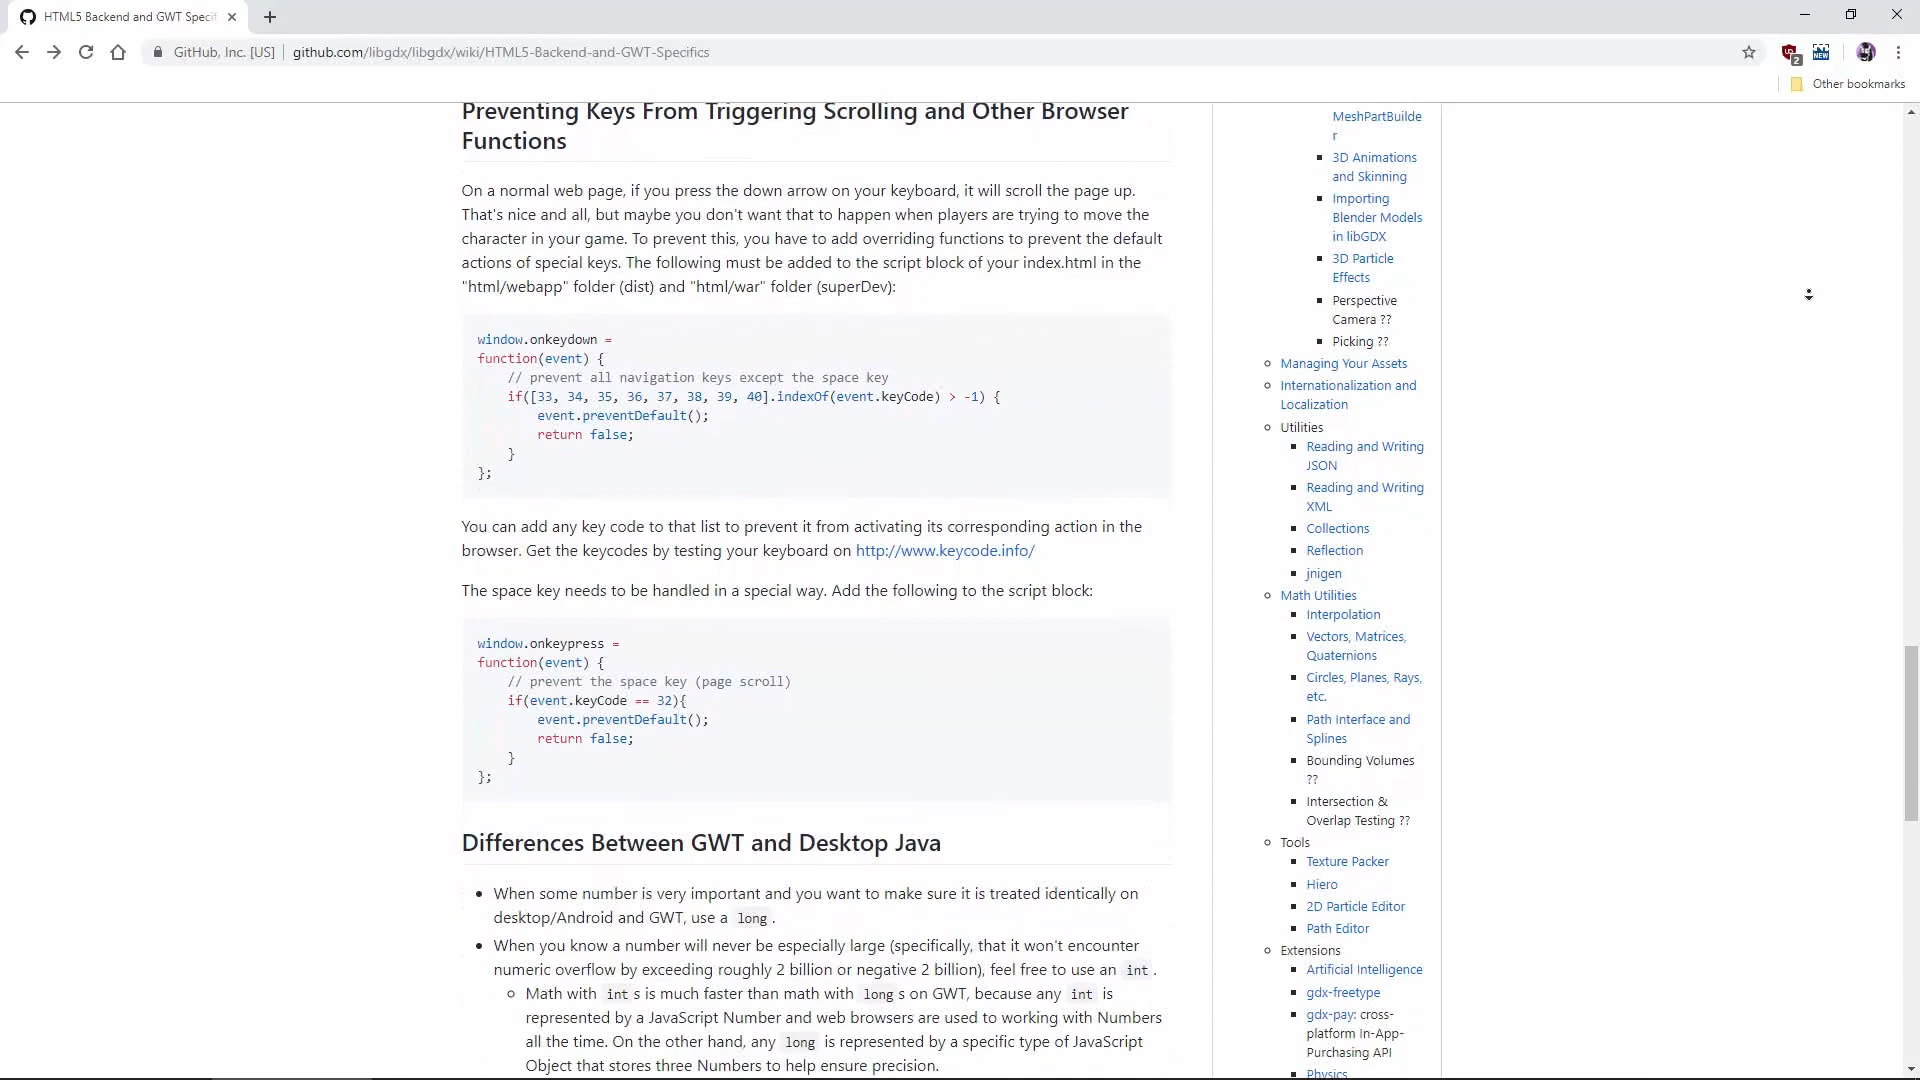 HTML5 Backend and GWT Specif
GitHub, Inc. [US] | github.com/libgdx/libgdx/wiki/HTML5-Backend-and-GWT-Specifics
2
NEW
Other bookmarks
Preventing Keys From Triggering Scrolling and Other Browser
Functions
On a normal web page, if you press the down arrow on your keyboard, it will scroll the page up.
That's nice and all, but maybe you don't want that to happen when players are trying to move the
character in your game. To prevent this, you have to add overriding functions to prevent the default
actions of special keys. The following must be added to the script block of your index.html in the
"html/webapp" folder (dist) and "html/war" folder (superDev):
window.onkeydown =
function(event) {
// prevent all navigation keys except the space key
if([33, 34, 35, 36, 37, 38, 39, 40].indexOf(event.keyCode) > -1) {
event.preventDefault();
return false;
}
};
You can add any key code to that list to prevent it from activating its corresponding action in the
browser. Get the keycodes by testing your keyboard on http://www.keycode.info/
The space key needs to be handled in a special way. Add the following to the script block:
window.onkeypress =
function(event) {
// prevent the space key (page scroll)
if(event.keyCode == 32){
event.preventDefault();
return false;
}
};
Differences Between GWT and Desktop Java
• When some number is very important and you want to make sure it is treated identically on
desktop/Android and GWT, use a long .
• When you know a number will never be especially large (specifically, that it won't encounter
numeric overflow by exceeding roughly 2 billion or negative 2 billion), feel free to use an int .
○ Math with int s is much faster than math with long s on GWT, because any int is
represented by a JavaScript Number and web browsers are used to working with Numbers
all the time. On the other hand, any long is represented by a specific type of JavaScript
Object that stores three Numbers to help ensure precision.
MeshPartBuilde
r
3D Animations
and Skinning
Importing
Blender Models
in libGDX
3D Particle
Effects
Perspective
Camera ??
Picking ??
Managing Your Assets
Internationalization and
Localization
Utilities
Reading and Writing
JSON
Reading and Writing
XML
Collections
Reflection
jnigen
Math Utilities
Interpolation
Vectors, Matrices,
Quaternions
Circles, Planes, Rays,
etc.
Path Interface and
Splines
Bounding Volumes
??
Intersection &
Overlap Testing ??
Tools
Texture Packer
Hiero
2D Particle Editor
Path Editor
Extensions
Artificial Intelligence
gdx-freetype
gdx-pay: cross-
platform In-App-
Purchasing API
Physics